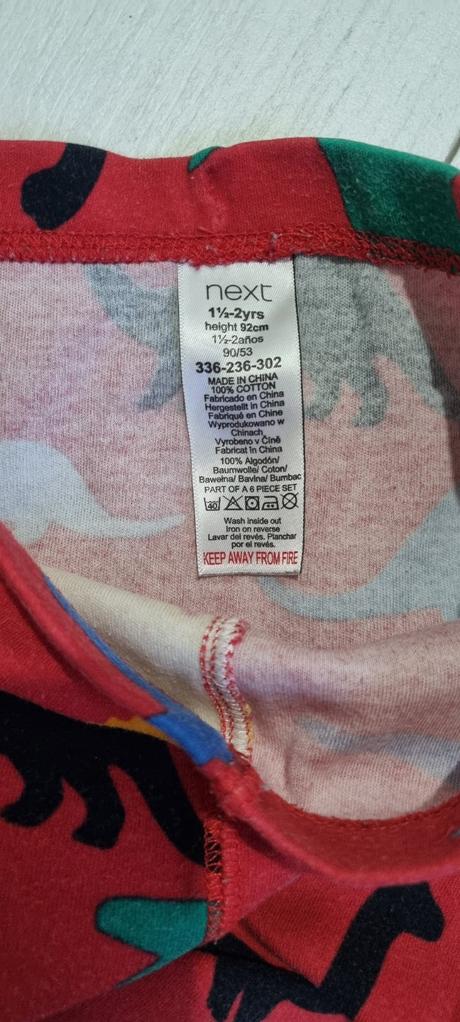 next
1½-2yrs
height 92cm
1½-2años
90/53
336-236-302
MADE IN CHINA
100% COTTON
Fabricado en China
Hergestellt in China
Fabriqué en Chine
Wyprodukowano w
Chinach
Vyrobeno v Číně
Fabricat în China
100% Algodón/
Baumwolle/ Coton/
Bawełna/ Bavlna/ Bumbac
PART OF A 6 PIECE SET
40
Wash inside out
Iron on reverse
Lavar del revés. Planchar
por el revés.
KEEP AWAY FROM FIRE